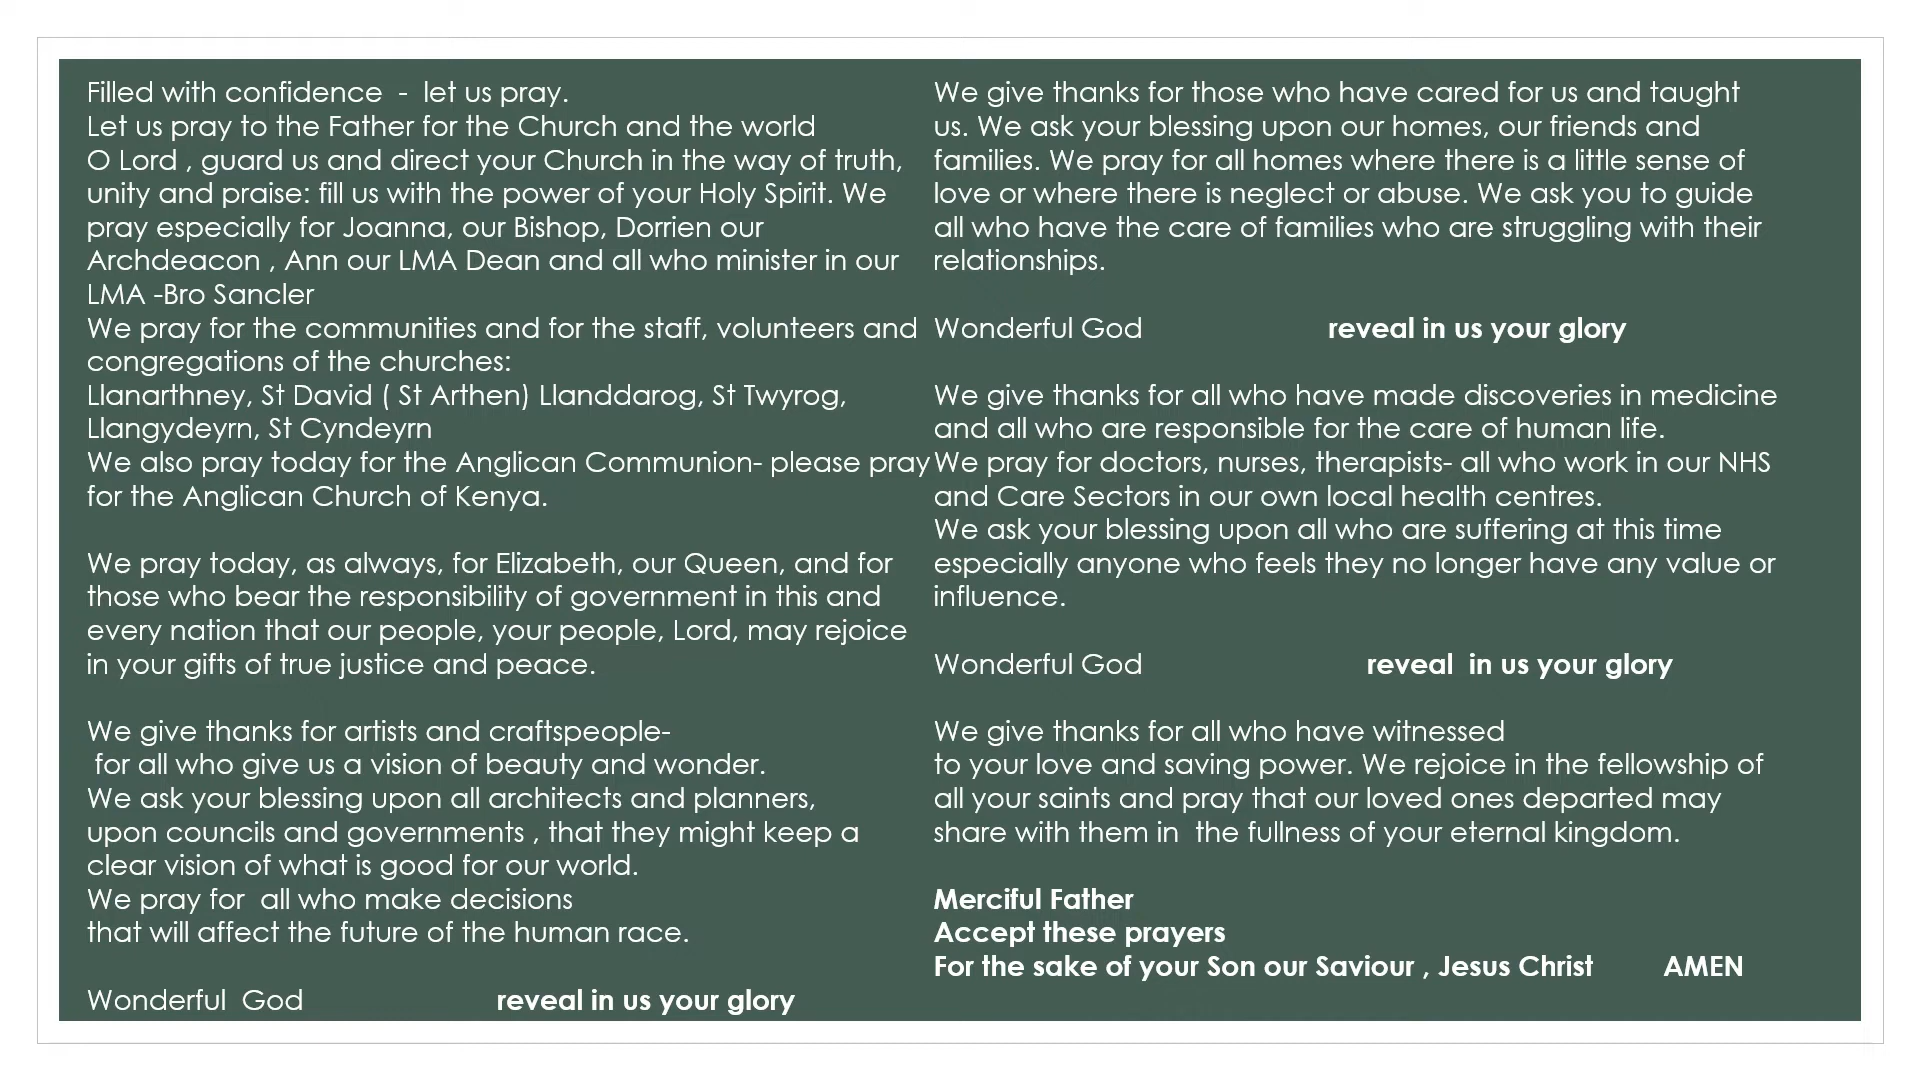 Filled with confidence  -  let us pray.
Let us pray to the Father for the Church and the world
O Lord , guard us and direct your Church in the way of truth,
unity and praise: fill us with the power of your Holy Spirit. We
pray especially for Joanna, our Bishop, Dorrien our
Archdeacon , Ann our LMA Dean and all who minister in our
LMA -Bro Sancler
We pray for the communities and for the staff, volunteers and
congregations of the churches:
Llanarthney, St David ( St Arthen) Llanddarog, St Twyrog,
Llangydeyrn, St Cyndeyrn
We also pray today for the Anglican Communion- please pray
for the Anglican Church of Kenya.

We pray today, as always, for Elizabeth, our Queen, and for
those who bear the responsibility of government in this and
every nation that our people, your people, Lord, may rejoice
in your gifts of true justice and peace.

We give thanks for artists and craftspeople-
for all who give us a vision of beauty and wonder.
We ask your blessing upon all architects and planners,
upon councils and governments , that they might keep a
clear vision of what is good for our world.
We pray for  all who make decisions
that will affect the future of the human race.

Wonderful  God reveal in us your glory

We give thanks for those who have cared for us and taught
us. We ask your blessing upon our homes, our friends and
families. We pray for all homes where there is a little sense of
love or where there is neglect or abuse. We ask you to guide
all who have the care of families who are struggling with their
relationships.

Wonderful God reveal in us your glory

We give thanks for all who have made discoveries in medicine
and all who are responsible for the care of human life.
We pray for doctors, nurses, therapists- all who work in our NHS
and Care Sectors in our own local health centres.
We ask your blessing upon all who are suffering at this time
especially anyone who feels they no longer have any value or
influence.

Wonderful God reveal  in us your glory

We give thanks for all who have witnessed
to your love and saving power. We rejoice in the fellowship of
all your saints and pray that our loved ones departed may
share with them in  the fullness of your eternal kingdom.

Merciful Father
Accept these prayers
For the sake of your Son our Saviour , Jesus Christ AMEN